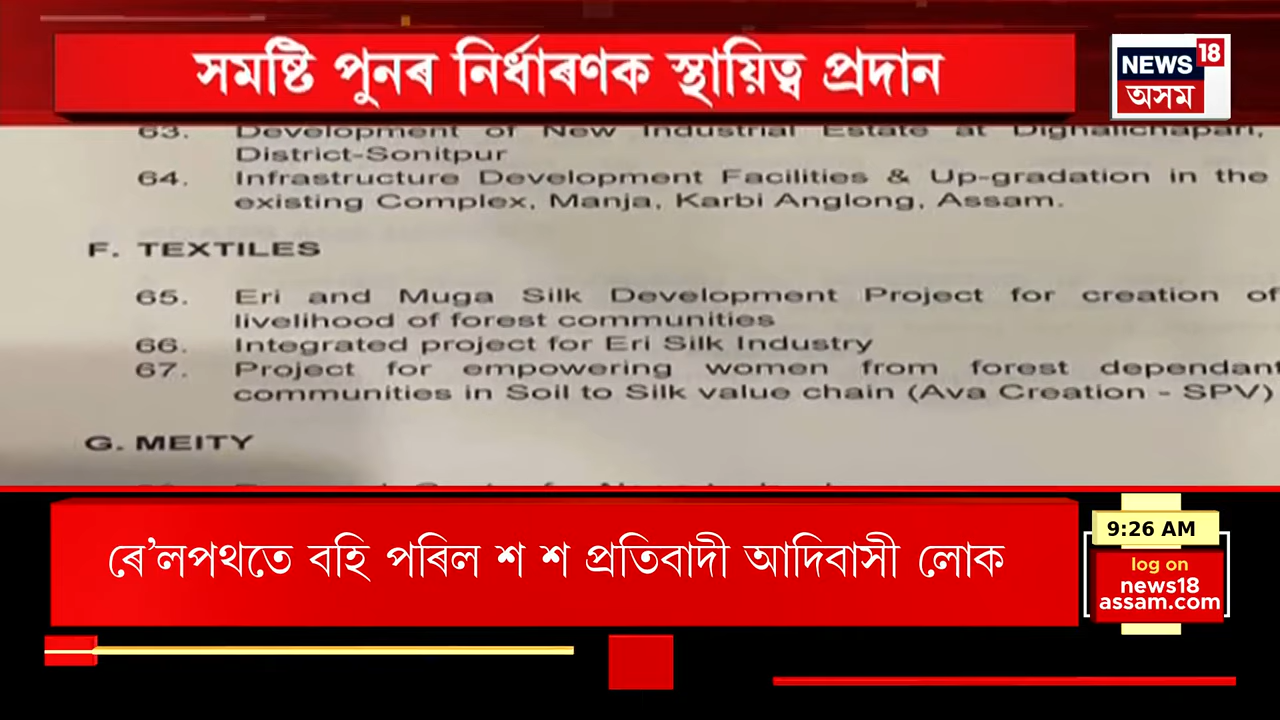 সমষ্টি পুনৰ নিৰ্ধাৰণক স্থায়িত্ব প্ৰদান
NEWS 18
অসম
63. Development of New Industrial Estate at Dighalichapari,
District-Sonitpur
64. Infrastructure Development Facilities & Up-gradation in the
existing Complex, Manja, Karbi Anglong, Assam.
F. TEXTILES
65. Eri and Muga Silk Development Project for creation of
livelihood of forest communities
66. Integrated project for Eri Silk Industry
67. Project for empowering women from forest dependant
communities in Soil to Silk value chain (Ava Creation - SPV)
G. MEITY
ৰে’লপথতে বহি পৰিল শ শ প্ৰতিবাদী আদিবাসী লোক
9:26 AM
log on
news18
assam.com